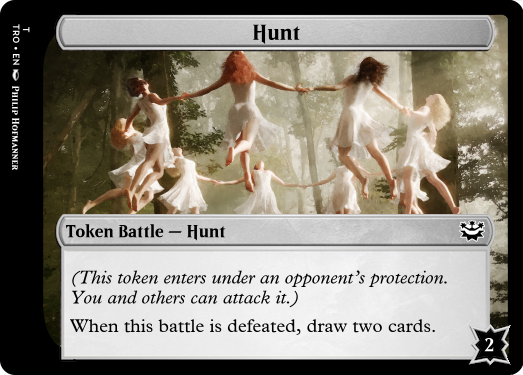 Hunt
Token Battle — Hunt
(This token enters under an opponent's protection.
You and others can attack it.)
When this battle is defeated, draw two cards.
2
T
TRO • EN Philip Hofmanner